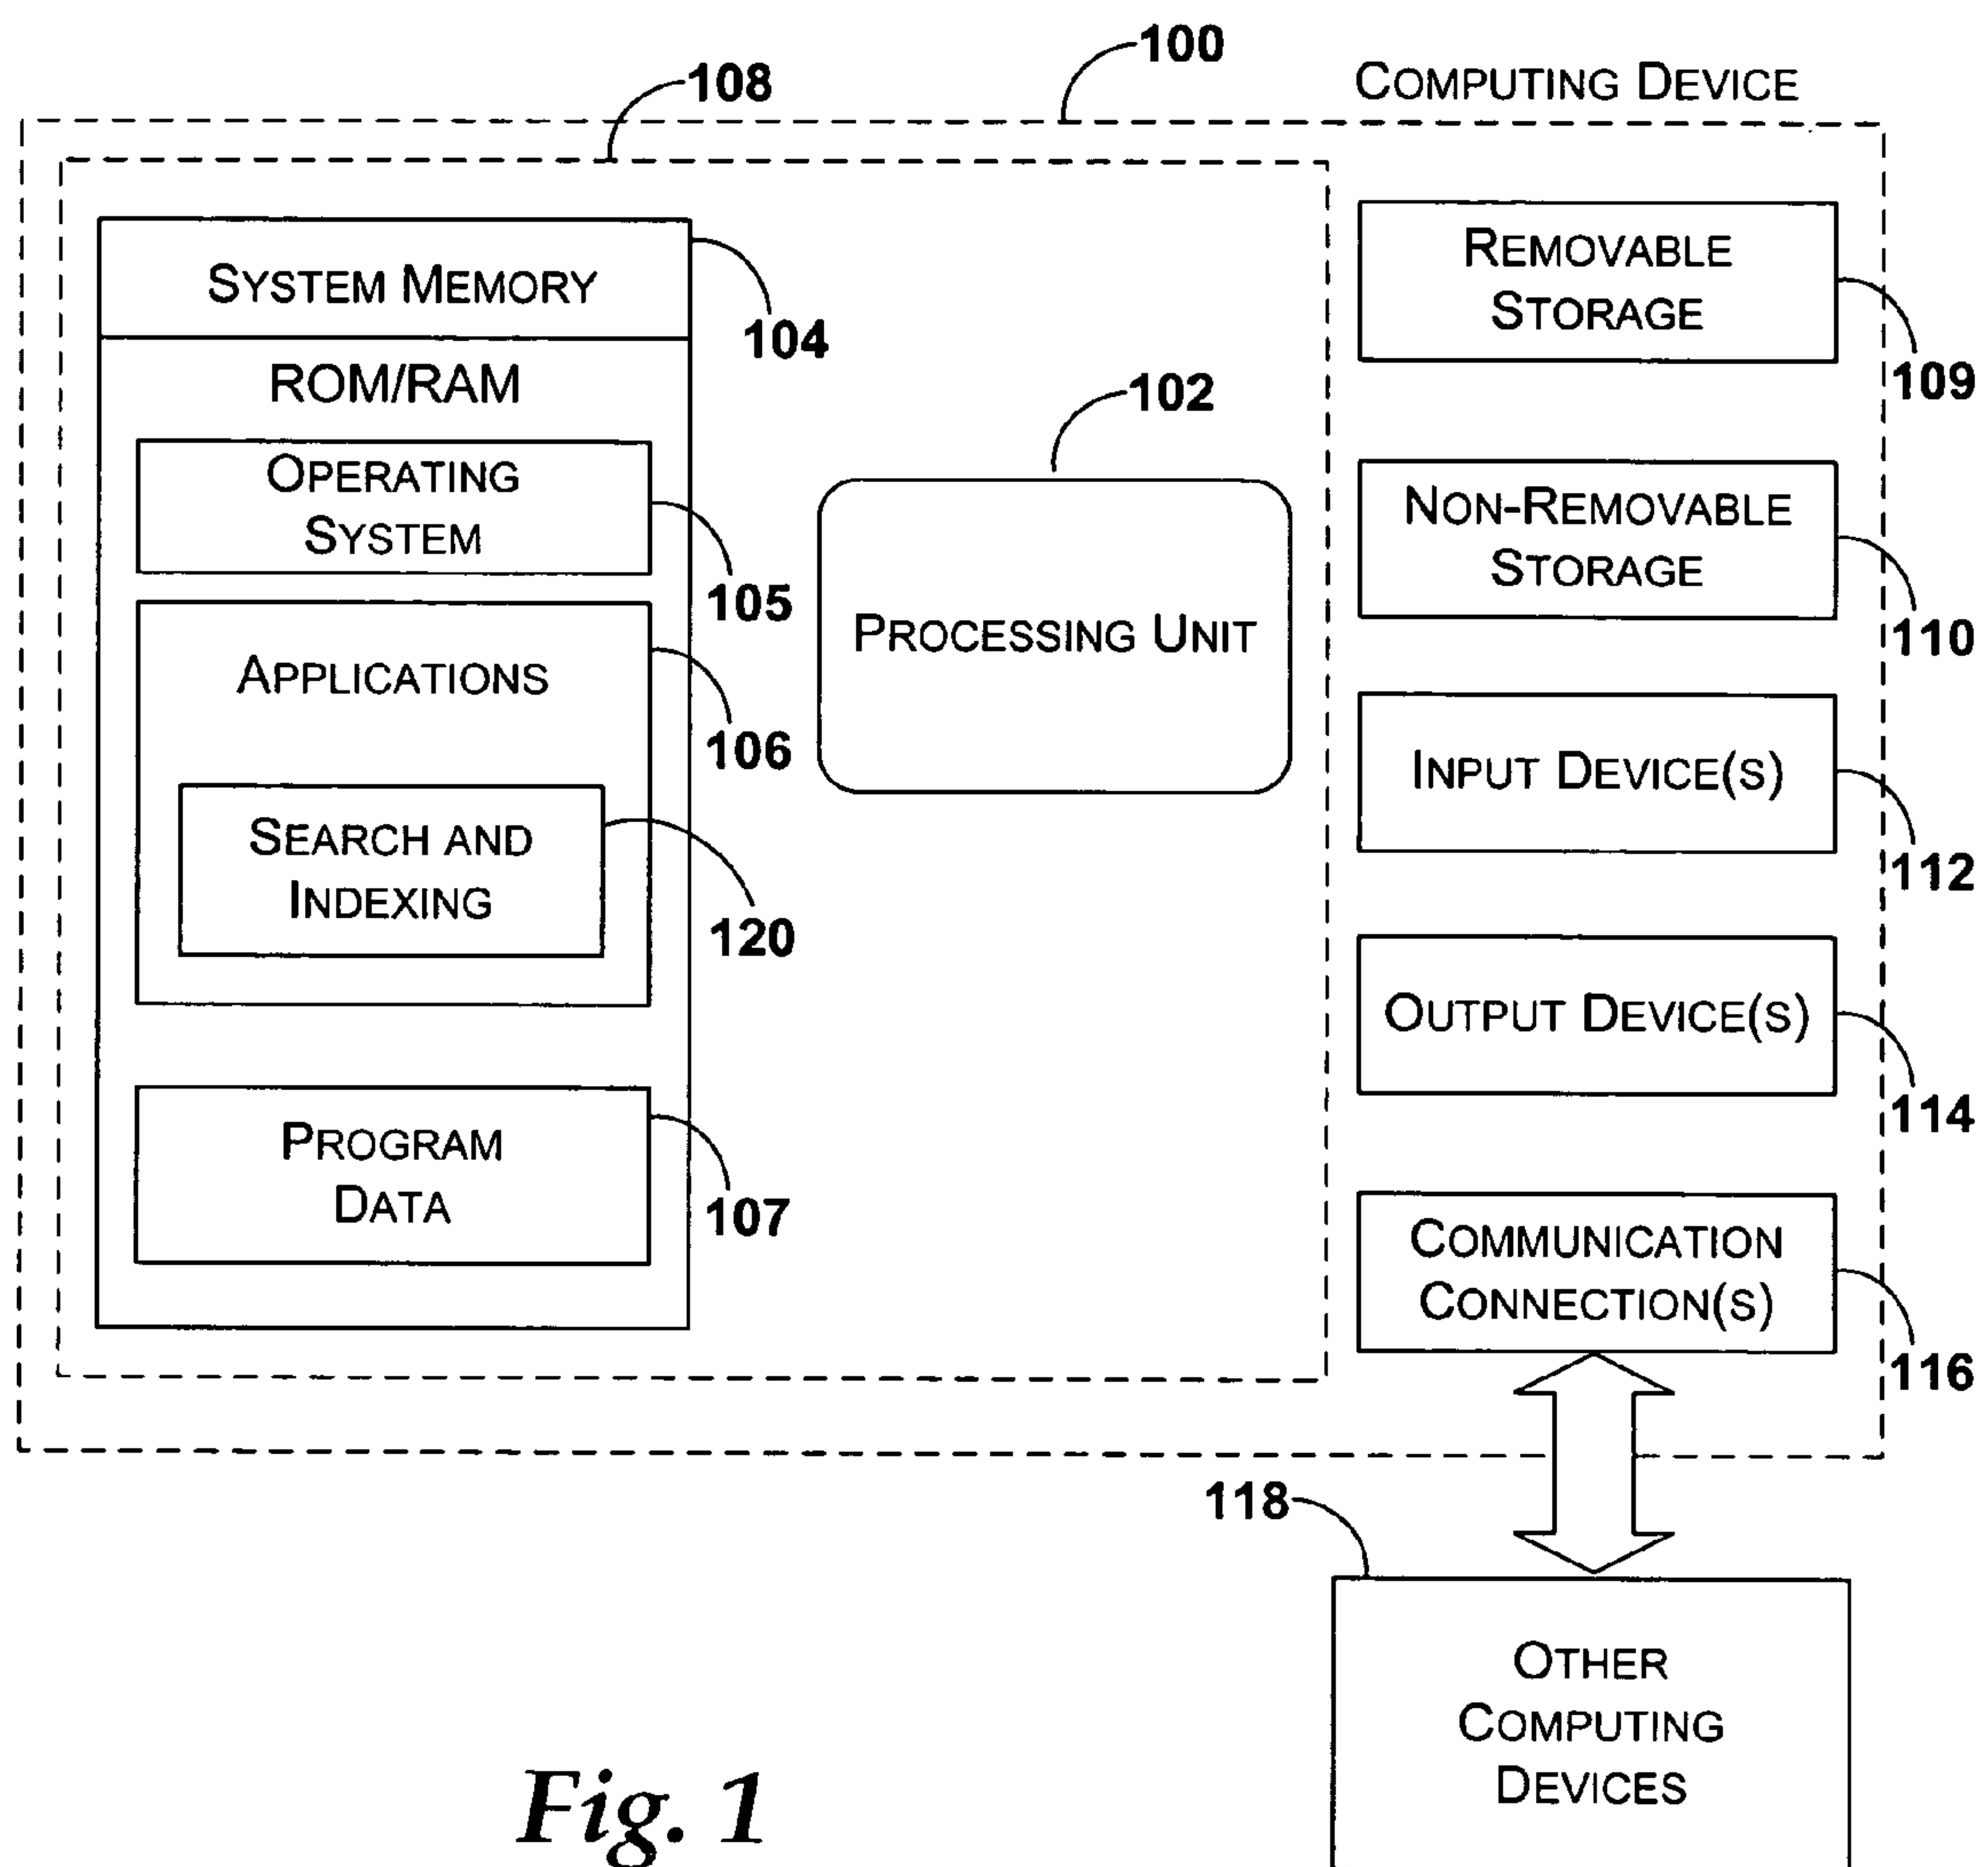 100
COMPUTING DEVICE
108
SYSTEM MEMORY
104
ROM/RAM
OPERATING
SYSTEM
105
APPLICATIONS
106
SEARCH AND
INDEXING
120
PROGRAM
DATA
107
102
PROCESSING UNIT
REMOVABLE
STORAGE
109
NON-REMOVABLE
STORAGE
110
INPUT DEVICE(S)
112
OUTPUT DEVICE(S)
114
COMMUNICATION
CONNECTION(S)
116
118
OTHER
COMPUTING
DEVICES
Fig. 1